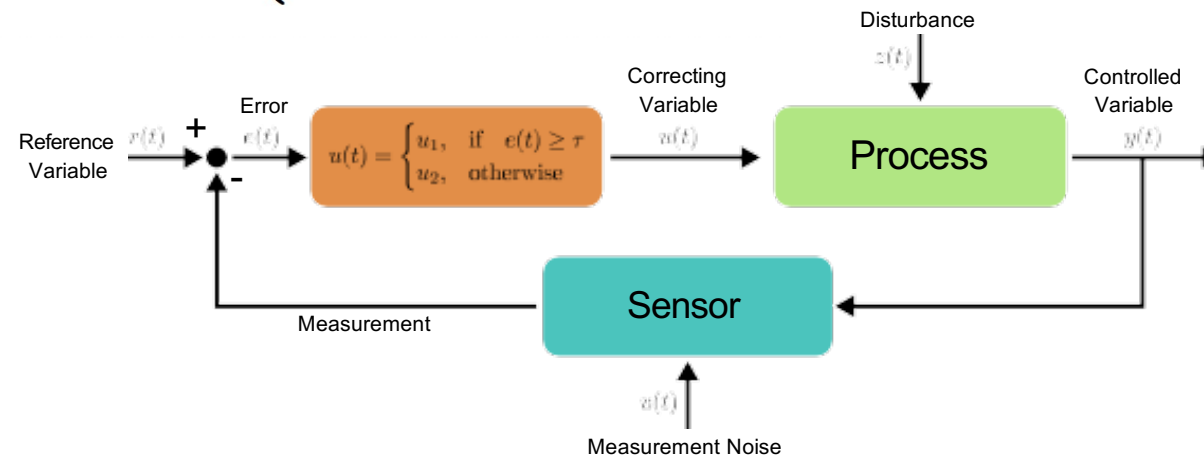 Disturbance
z(t)
Correcting
Variable
Controlled
Variable
Error
Reference
Variable
r(t)
+
-
e(t)
u(t) = { u₁, if e(t) ≥ τ
u₂, otherwise
u(t)
Process
y(t)
Sensor
Measurement
Measurement Noise